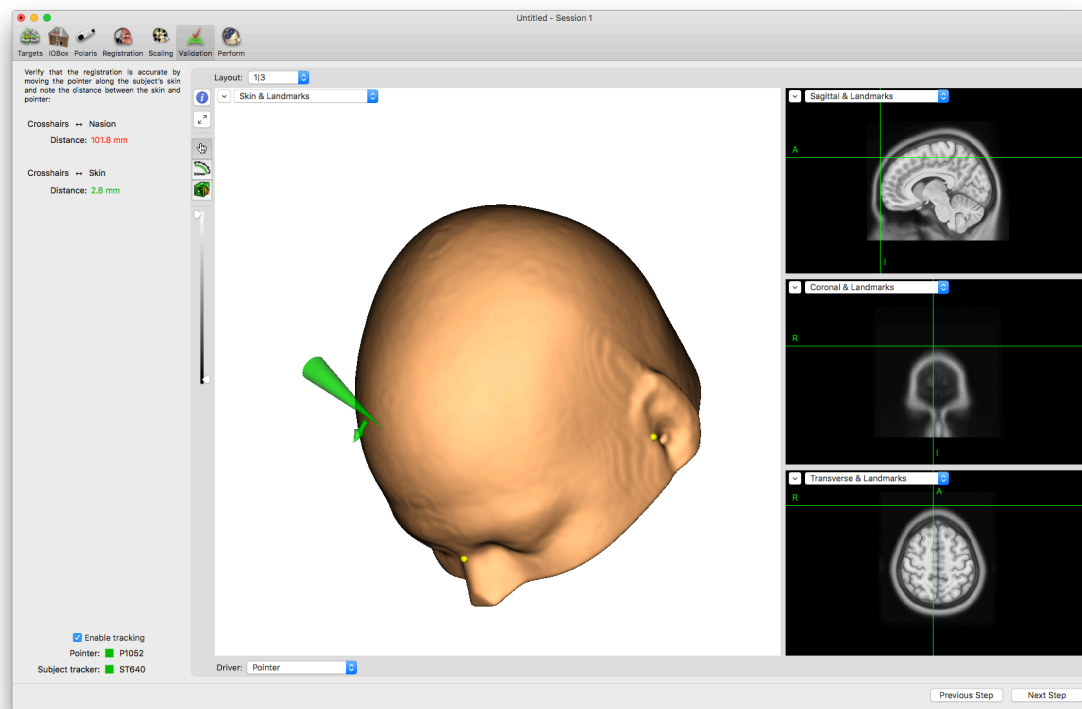 Untitled - Session 1
Targets IOBox Polaris Registration Scaling Validation Perform
Verify that the registration is accurate by
moving the pointer along the subject's skin
and note the distance between the skin and
pointer:
Crosshairs ↔ Nasion
Distance: 101.8 mm
Crosshairs ↔ Skin
Distance: 2.8 mm
Enable tracking
Pointer: P1052
Subject tracker: ST640
Layout: 1|3
Skin & Landmarks
Driver: Pointer
Sagittal & Landmarks
A
I
Coronal & Landmarks
R
I
Transverse & Landmarks
A
R
Previous Step Next Step